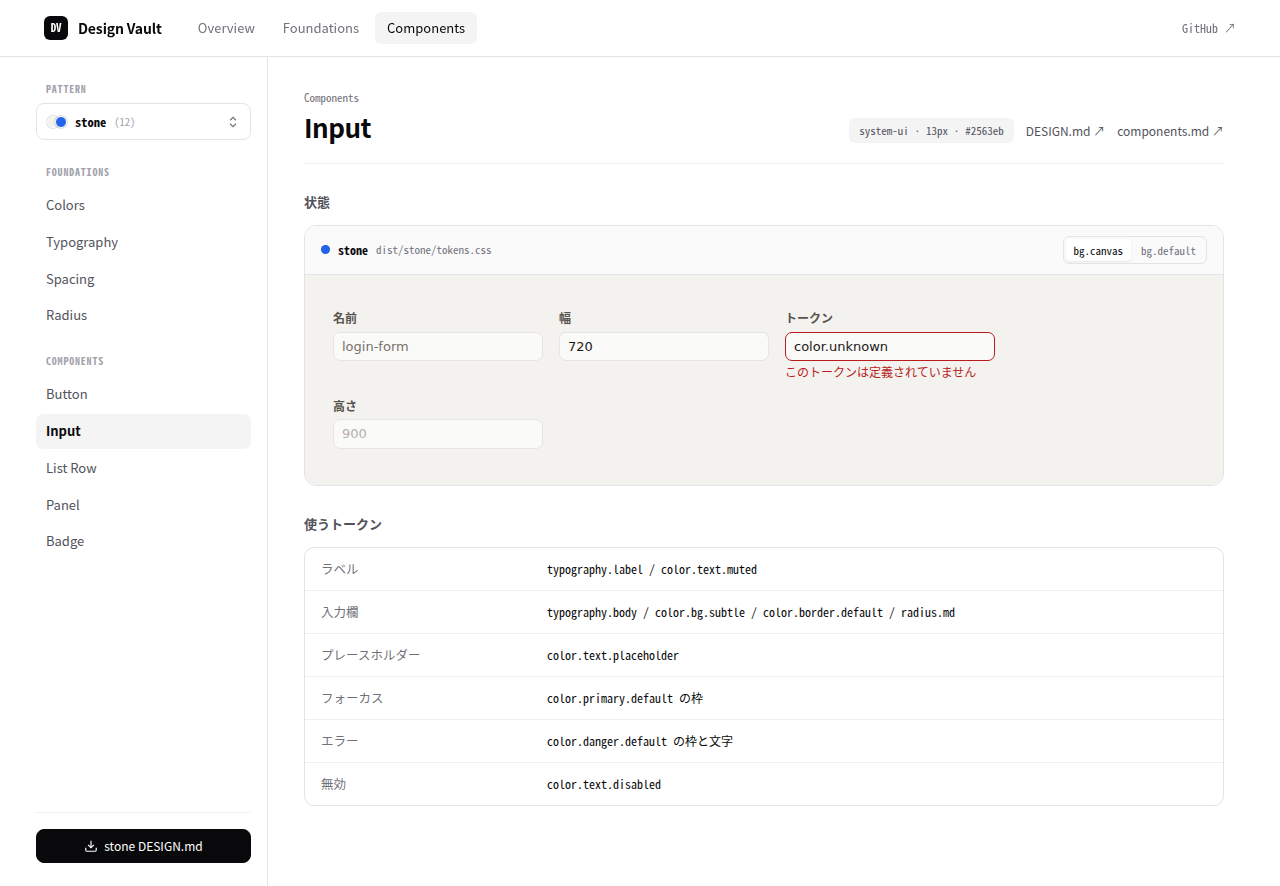 DV Design Vault Overview Foundations Components GitHub ↗
PATTERN
stone (12)
FOUNDATIONS
Colors
Typography
Spacing
Radius
COMPONENTS
Button
Input
List Row
Panel
Badge
stone DESIGN.md
Components
Input
system-ui · 13px · #2563eb DESIGN.md ↗ components.md ↗
状態
stone dist/stone/tokens.css bg.canvas bg.default
名前 幅 トークン
login-form 720 color.unknown
このトークンは定義されていません
高さ
900
使うトークン
ラベル typography.label / color.text.muted
入力欄 typography.body / color.bg.subtle / color.border.default / radius.md
プレースホルダー color.text.placeholder
フォーカス color.primary.default の枠
エラー color.danger.default の枠と文字
無効 color.text.disabled